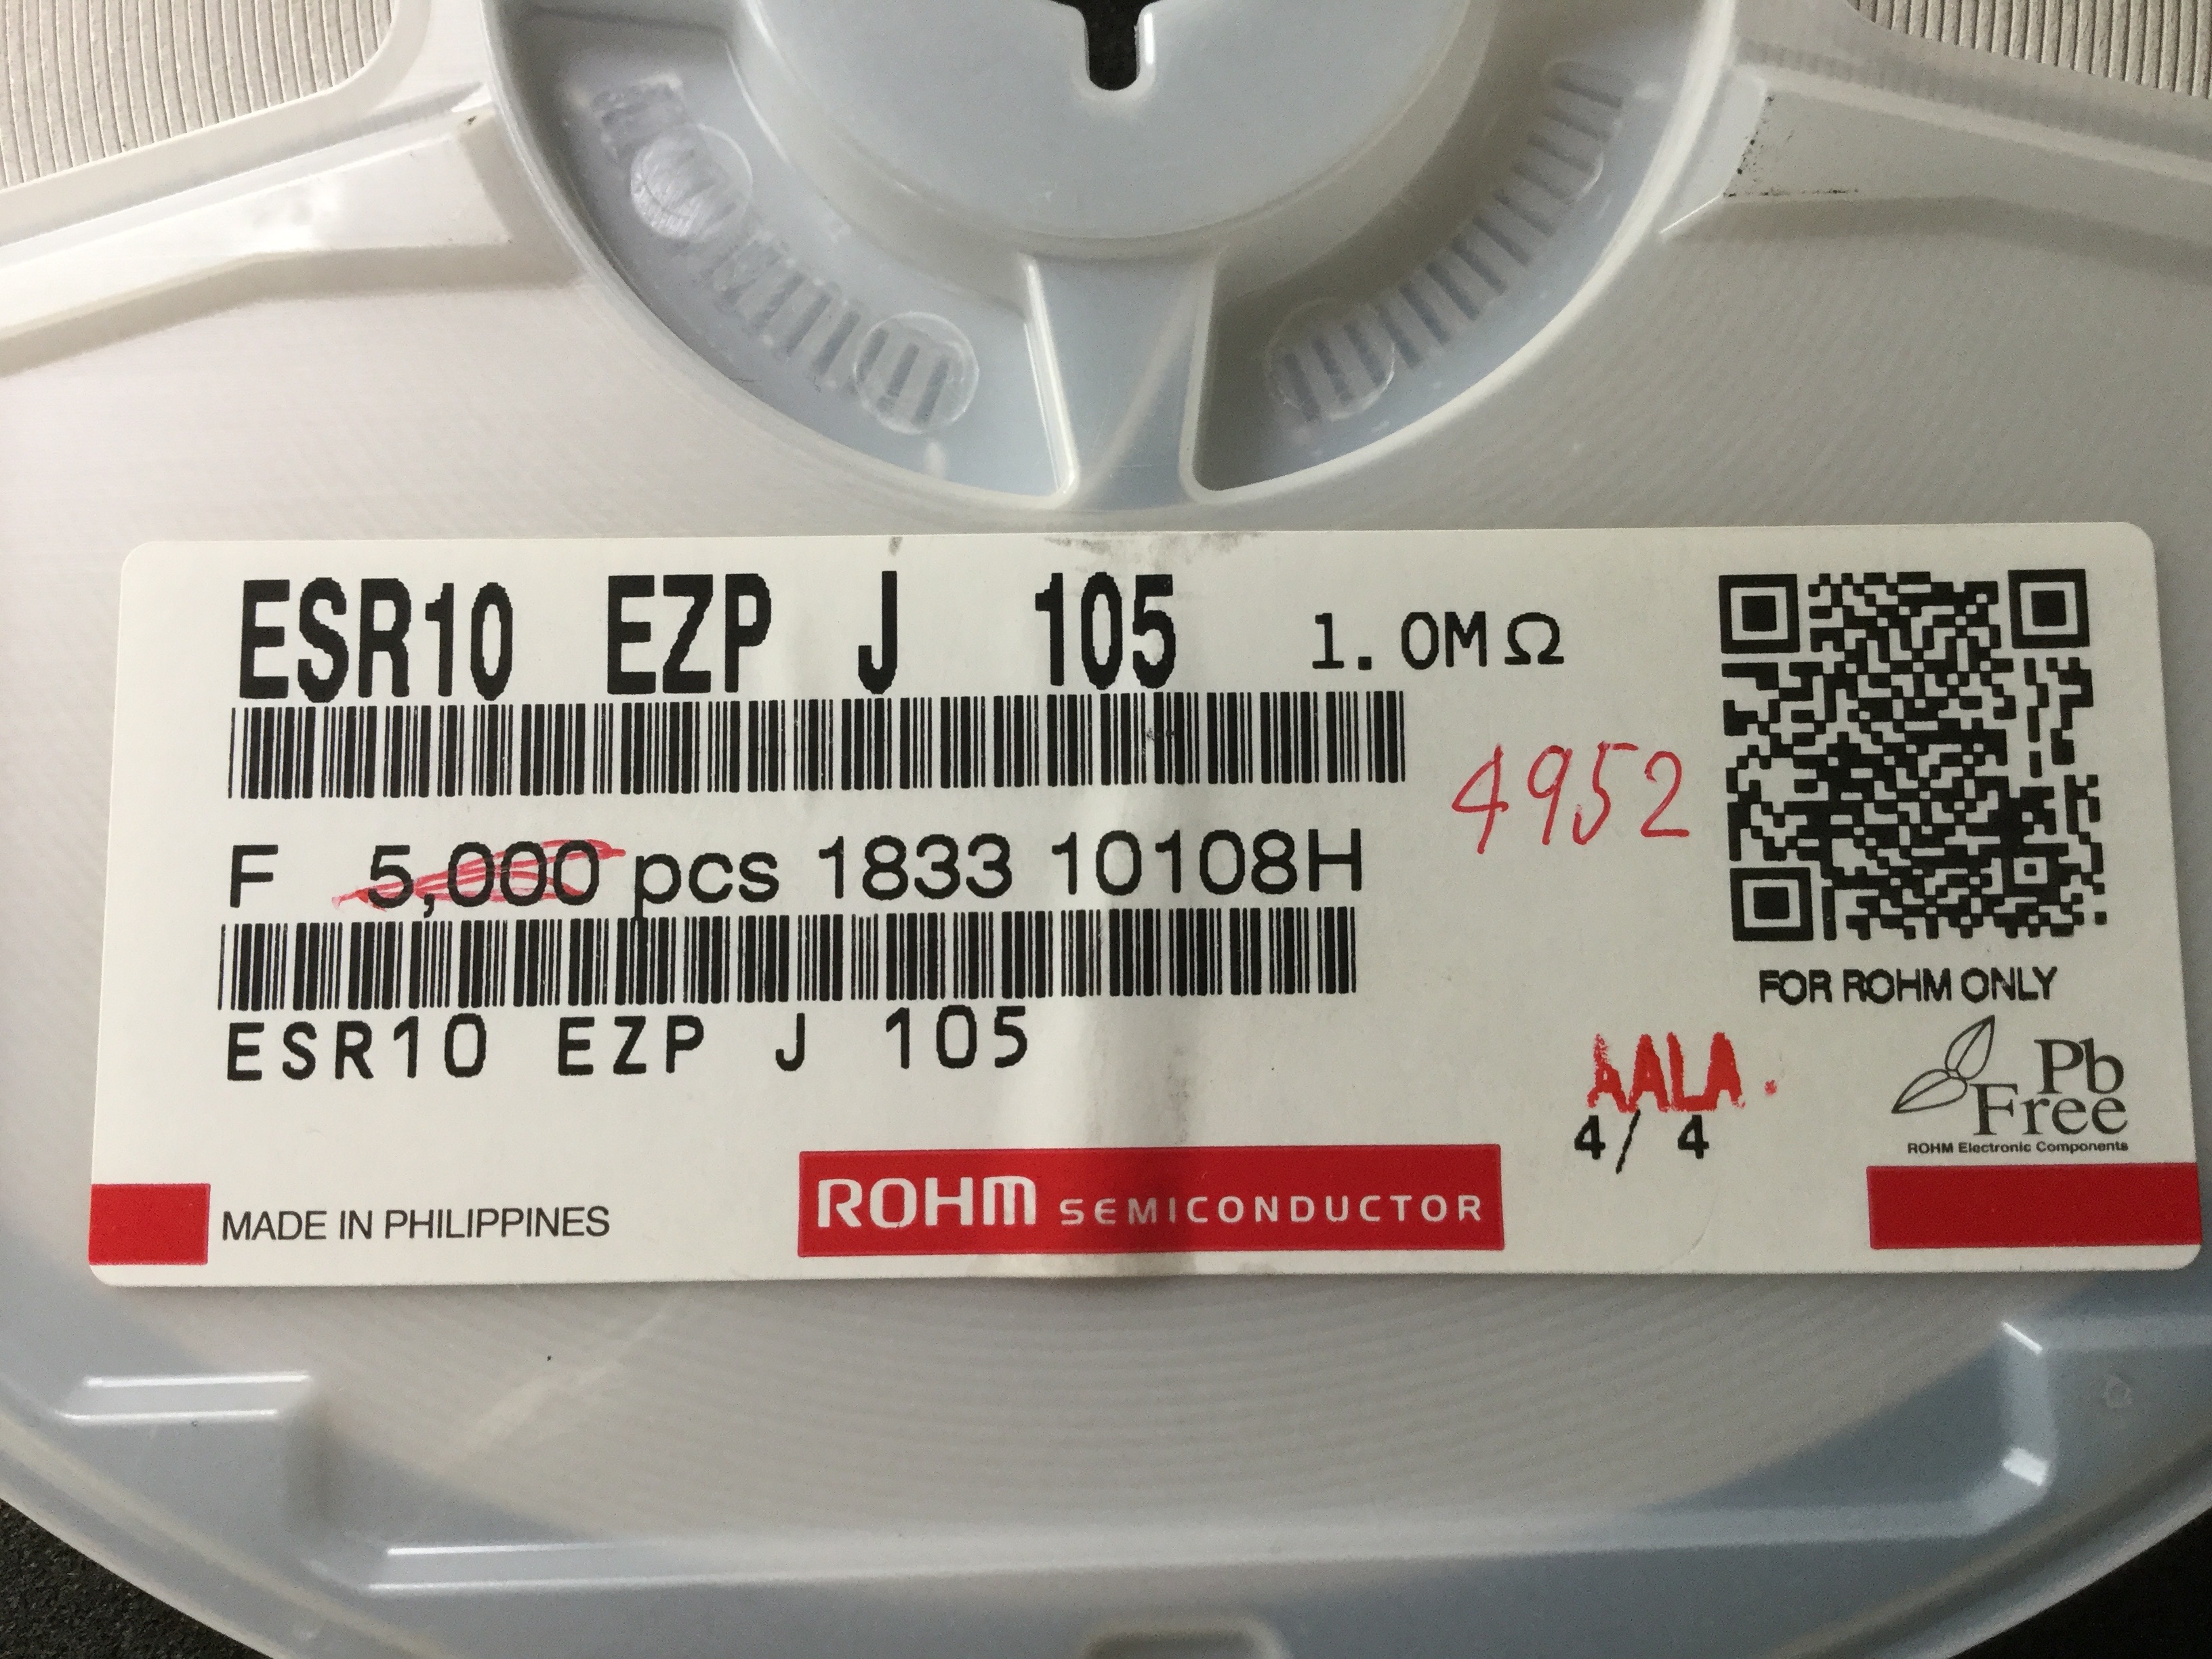 ESR10 EZP J 105 1.0MΩ
4952
F 5,000 pcs 1833 10108H
FOR ROHM ONLY
ESR10 EZP J 105
AALA.
4/ 4
Pb
Free
ROHM Electronic Components
MADE IN PHILIPPINES
ROHM SEMICONDUCTOR